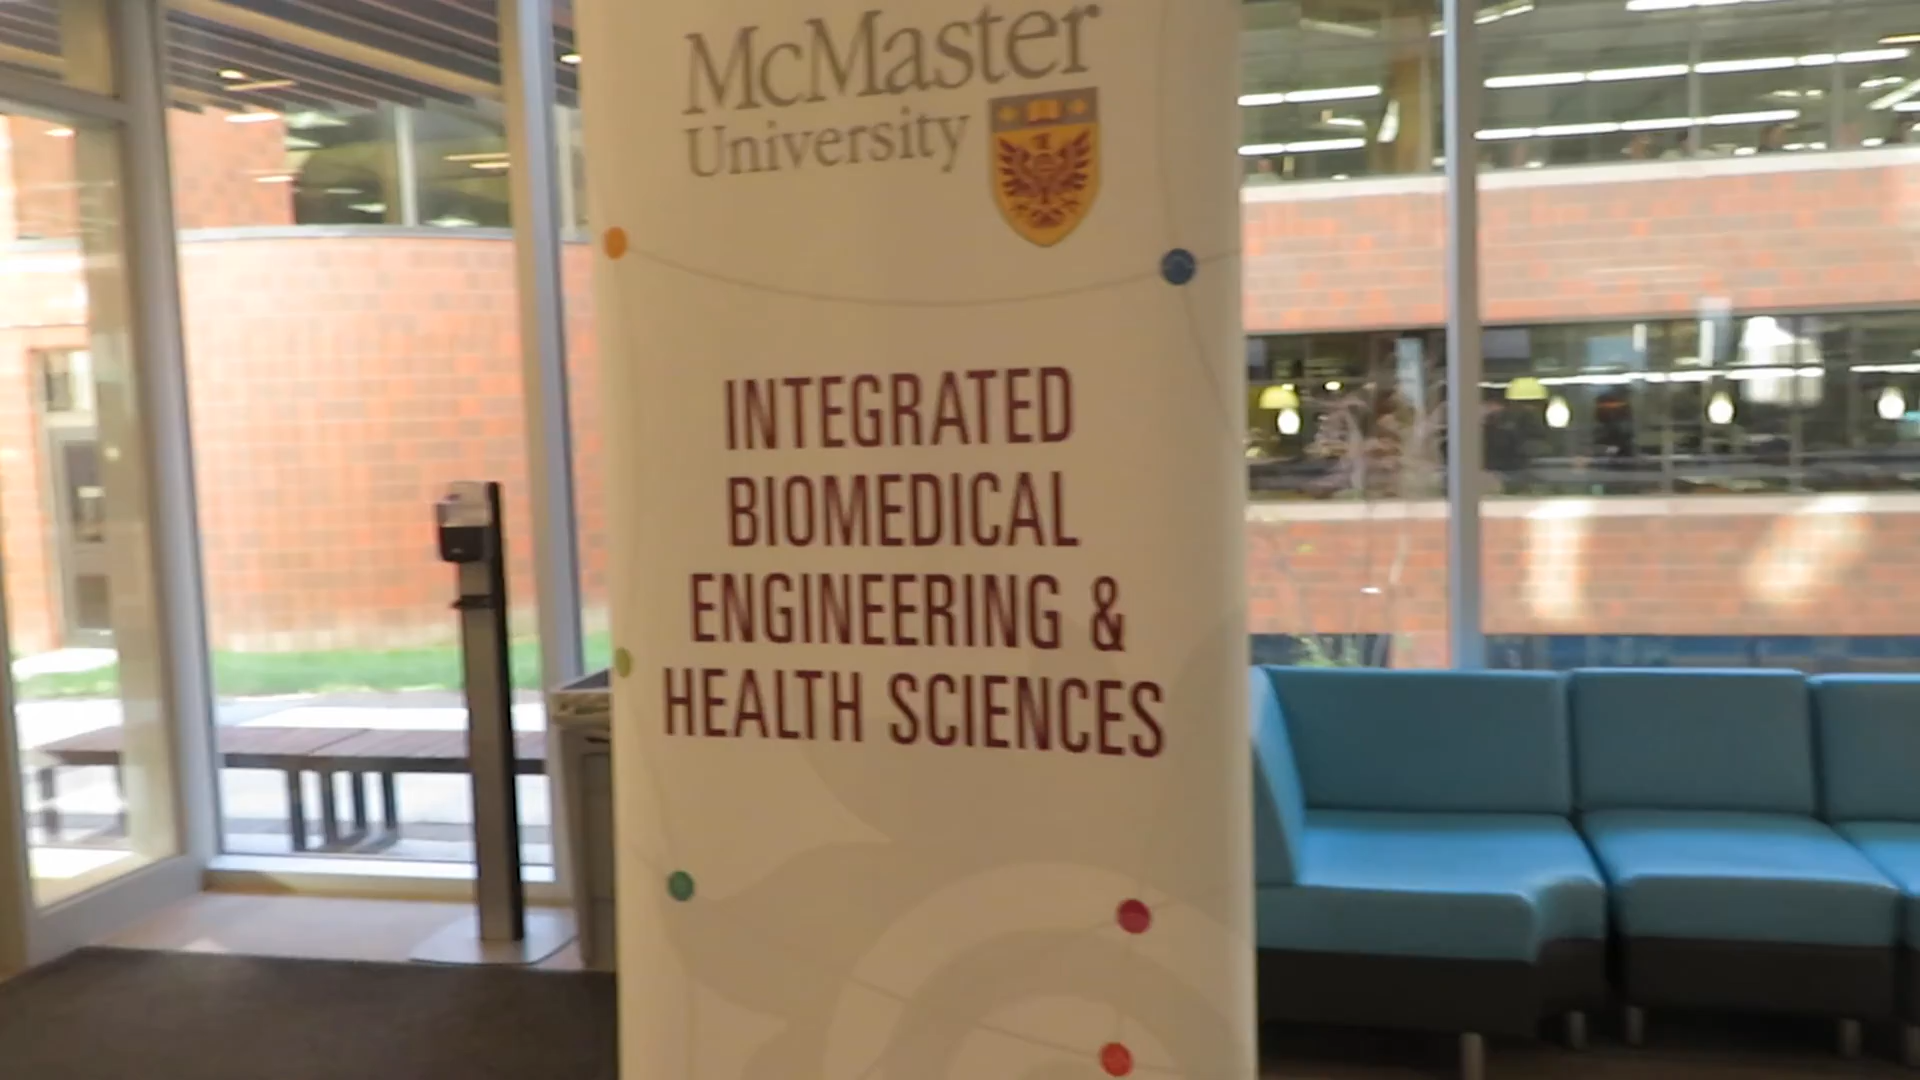 McMaster
University
INTEGRATED
BIOMEDICAL
ENGINEERING &
HEALTH SCIENCES